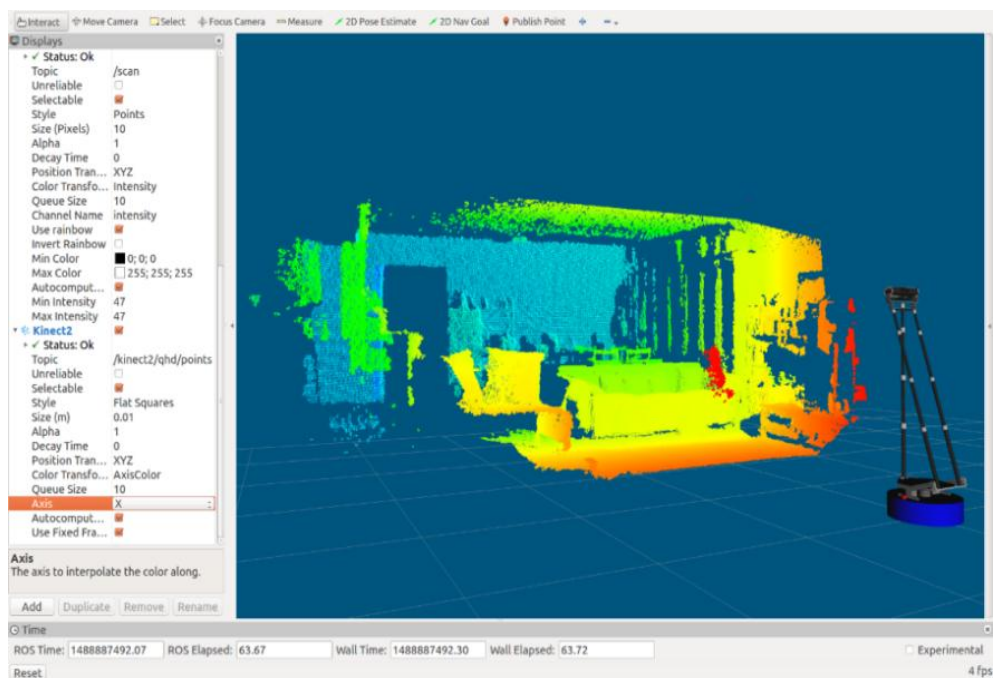 Interact Move Camera Select Focus Camera Measure 2D Pose Estimate 2D Nav Goal Publish Point
Displays
Status: Ok
Topic /scan
Unreliable
Selectable
Style Points
Size (Pixels) 10
Alpha 1
Decay Time 0
Position Tran... XYZ
Color Transfo... Intensity
Queue Size 10
Channel Name intensity
Use rainbow
Invert Rainbow
Min Color 0; 0; 0
Max Color 255; 255; 255
Autocomput...
Min Intensity 47
Max Intensity 47
Kinect2
Status: Ok
Topic /kinect2/qhd/points
Unreliable
Selectable
Style Flat Squares
Size (m) 0.01
Alpha 1
Decay Time 0
Position Tran... XYZ
Color Transfo... AxisColor
Queue Size 10
Axis X
Autocomput...
Use Fixed Fra...
Axis
The axis to interpolate the color along.
Add Duplicate Remove Rename
Time
ROS Time: 1488887492.07 ROS Elapsed: 63.67 Wall Time: 1488887492.30 Wall Elapsed: 63.72 Experimental
Reset 4 fps